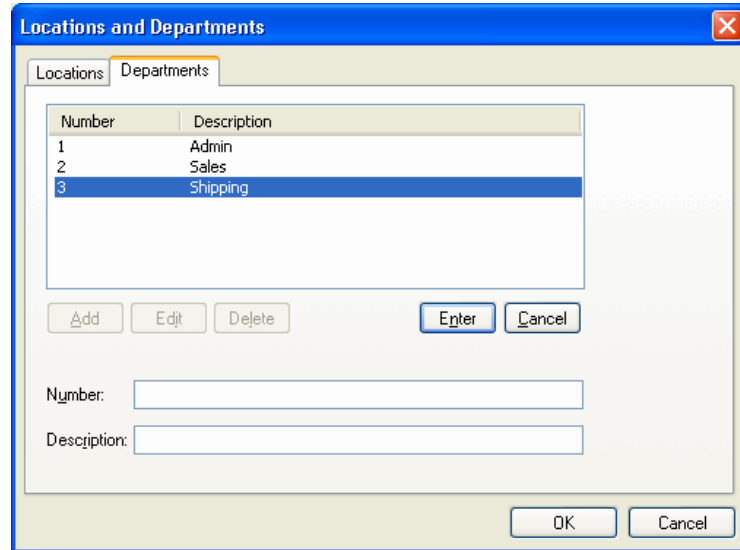 Locations and Departments
Locations Departments
Number Description
1 Admin
2 Sales
3 Shipping
Add Edit Delete Enter Cancel
Number:
Description:
OK Cancel